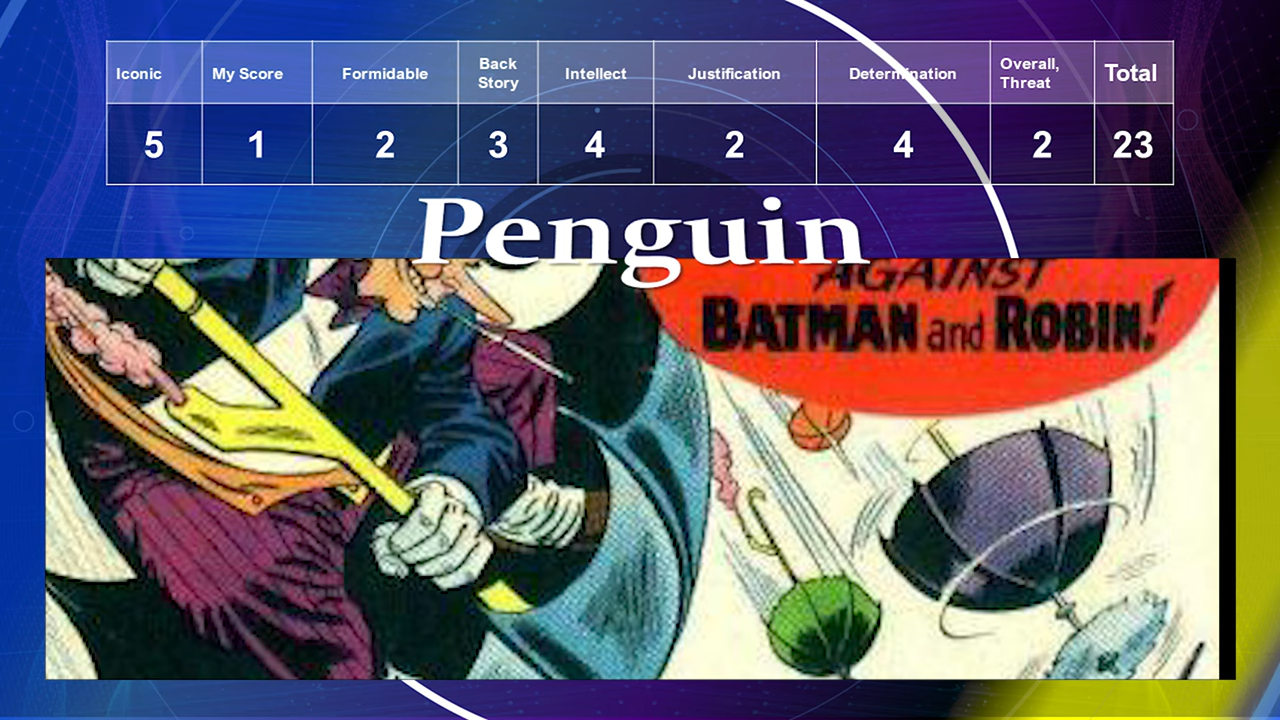 Iconic My Score Formidable Back Story Intellect Justification Determination Overall, Threat Total
5 1 2 3 4 2 4 2 23
Penguin
AGAINST
BATMAN and ROBIN!